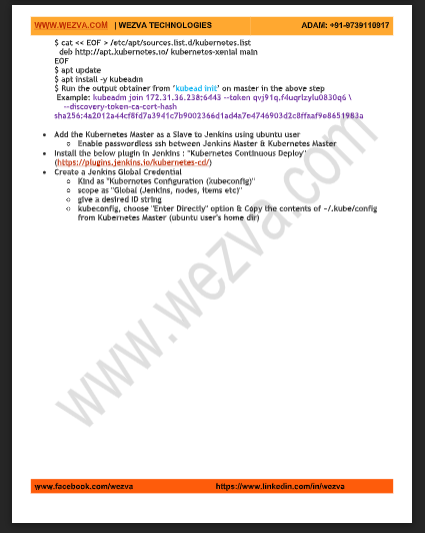 WWW.WEZVA.COM | WEZVA TECHNOLOGIES ADAM: +91-9739110917
$ cat << EOF > /etc/apt/sources.list.d/kubernetes.list
deb http://apt.kubernetes.io/ kubernetes-xenial main
EOF
$ apt update
$ apt install -y kubeadm
$ Run the output obtainer from 'kubead init' on master in the above step
Example: kubeadm join 172.31.36.238:6443 --token qvj91q.f4uqrizylu0830q6 \
--discovery-token-ca-cert-hash
sha256:4a2012a44cf8fd7a3941c7b9002366d1ad4a7e4746903d2c8ffaaf9e8651983a
• Add the Kubernetes Master as a Slave to Jenkins using ubuntu user
o Enable passwordless ssh between Jenkins Master & Kubernetes Master
• Install the below plugin in Jenkins : "Kubernetes Continuous Deploy"
(https://plugins.jenkins.io/kubernetes-cd/)
• Create a Jenkins Global Credential
o Kind as "Kubernetes Configuration (kubeconfig)"
o scope as "Global (Jenkins, nodes, items etc)"
o give a desired ID string
o kubeconfig, choose "Enter Directly" option & Copy the contents of ~/.kube/config
from Kubernetes Master (ubuntu user's home dir)
www.wezva.com
www.facebook.com/wezva https://www.linkedin.com/in/wezva